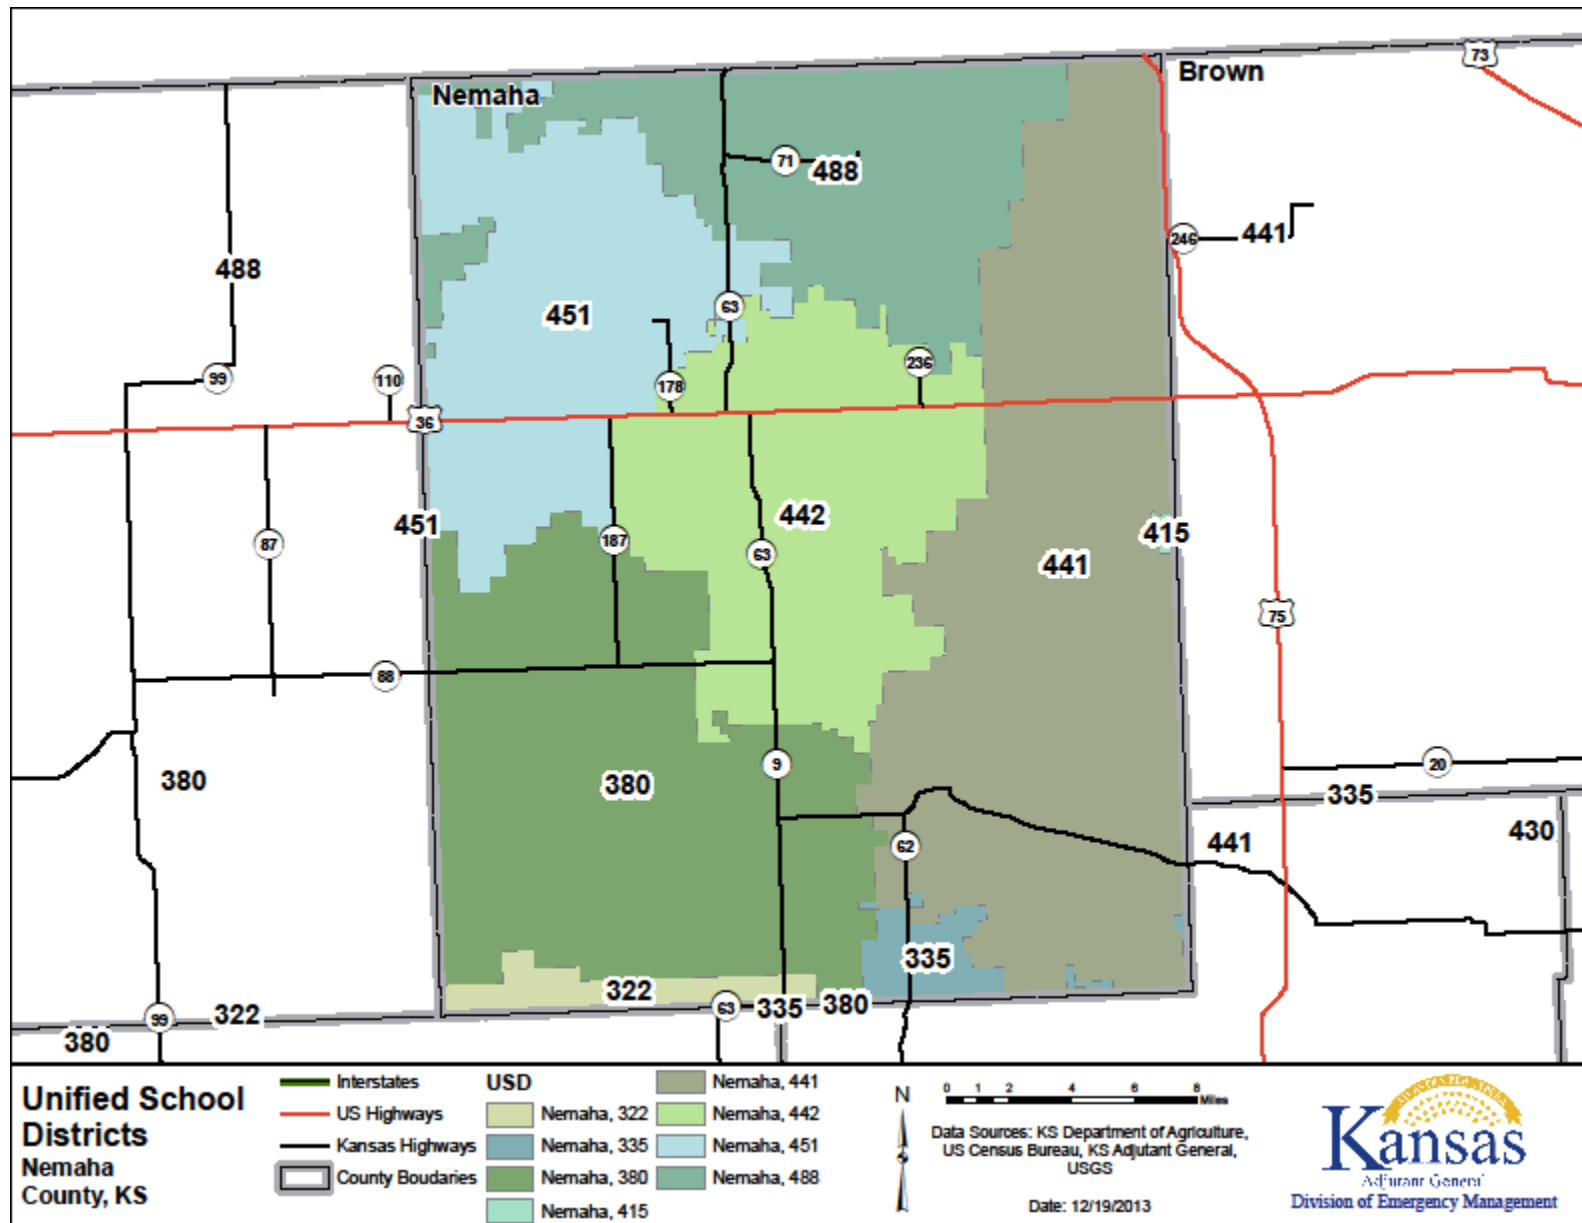 Nemaha
Brown
73
71
488
246
441
488
451
63
99
110
178
236
36
451
442
415
87
187
63
441
75
88
380
380
9
20
335
62
441
430
335
322
63
335
380
99
322
380
Unified School
Districts
Nemaha
County, KS
Interstates
US Highways
Kansas Highways
County Boudaries
USD
Nemaha, 322
Nemaha, 335
Nemaha, 380
Nemaha, 415
Nemaha, 441
Nemaha, 442
Nemaha, 451
Nemaha, 488
N
0 1 2 4 6 8
Miles
Data Sources: KS Department of Agriculture,
US Census Bureau, KS Adjutant General,
USGS
Date: 12/19/2013
Kansas
Adjutant General
Division of Emergency Management